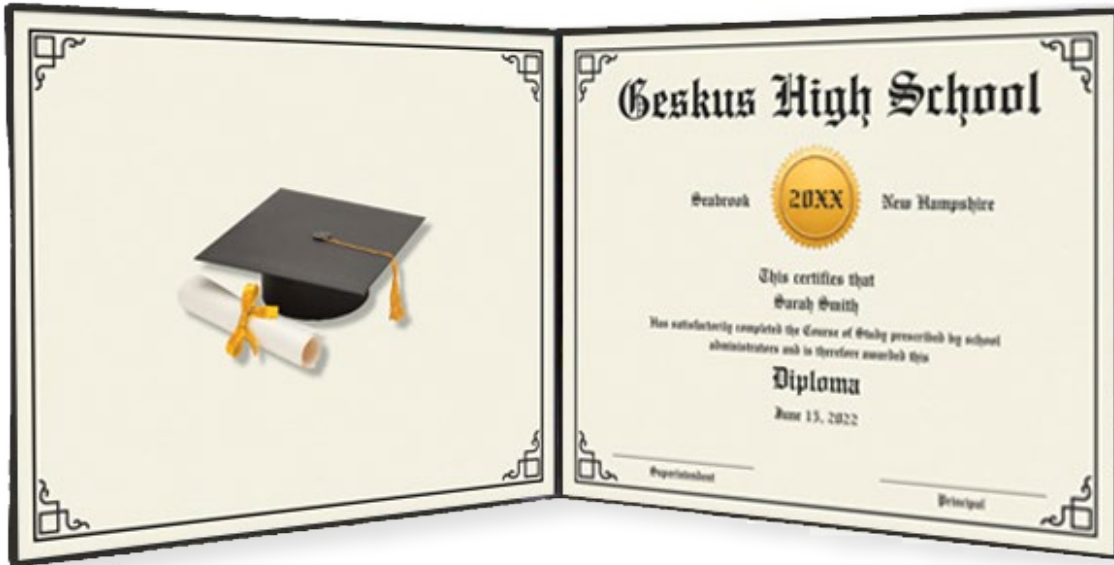 Geskus High School
Seabrook 20XX New Hampshire
This certifies that
Sarah Smith
Has satisfactorily completed the Course of Study prescribed by school
administrators and is therefore awarded this
Diploma
June 15, 2022
Superintendent
Principal